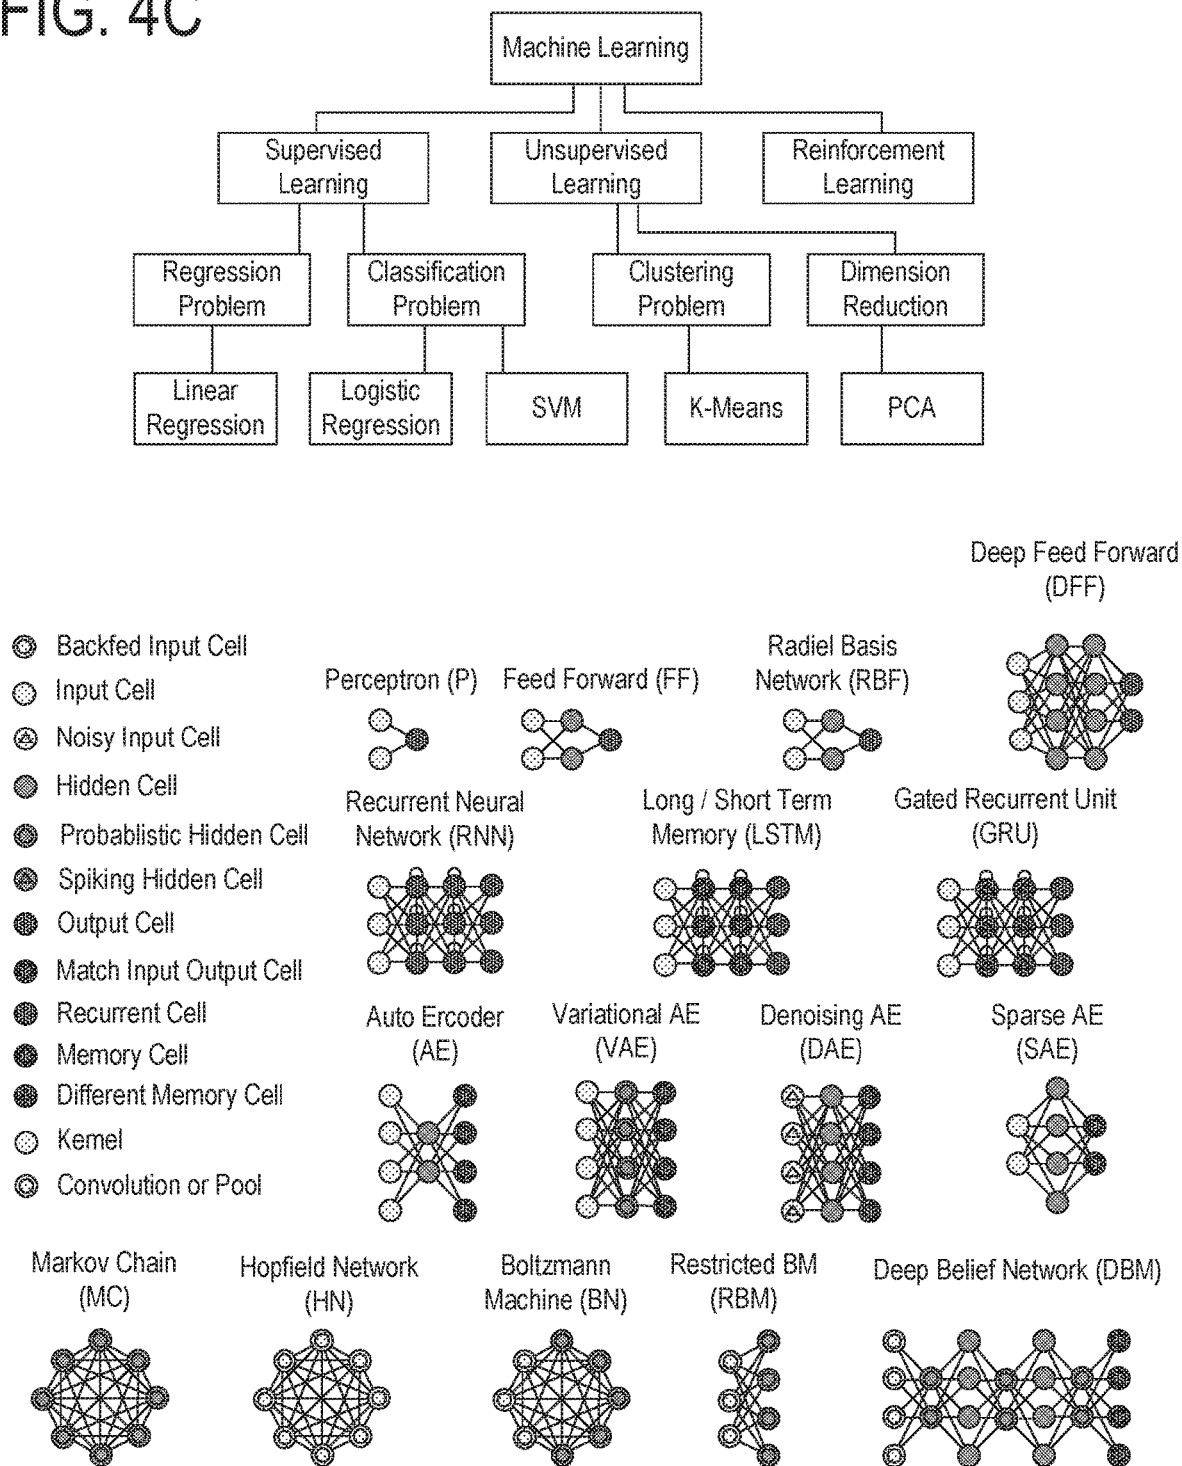 FIG. 4C
Machine Learning
Supervised
Learning
Unsupervised
Learning
Reinforcement
Learning
Regression
Problem
Classification
Problem
Clustering
Problem
Dimension
Reduction
Linear
Regression
Logistic
Regression
SVM
K-Means
PCA
Deep Feed Forward
(DFF)
Backfed Input Cell
Input Cell
Noisy Input Cell
Hidden Cell
Probablistic Hidden Cell
Spiking Hidden Cell
Output Cell
Match Input Output Cell
Recurrent Cell
Memory Cell
Different Memory Cell
Kernel
Convolution or Pool
Perceptron (P)
Feed Forward (FF)
Radiel Basis
Network (RBF)
Recurrent Neural
Network (RNN)
Long / Short Term
Memory (LSTM)
Gated Recurrent Unit
(GRU)
Auto Ercoder
(AE)
Variational AE
(VAE)
Denoising AE
(DAE)
Sparse AE
(SAE)
Markov Chain
(MC)
Hopfield Network
(HN)
Boltzmann
Machine (BN)
Restricted BM
(RBM)
Deep Belief Network (DBM)